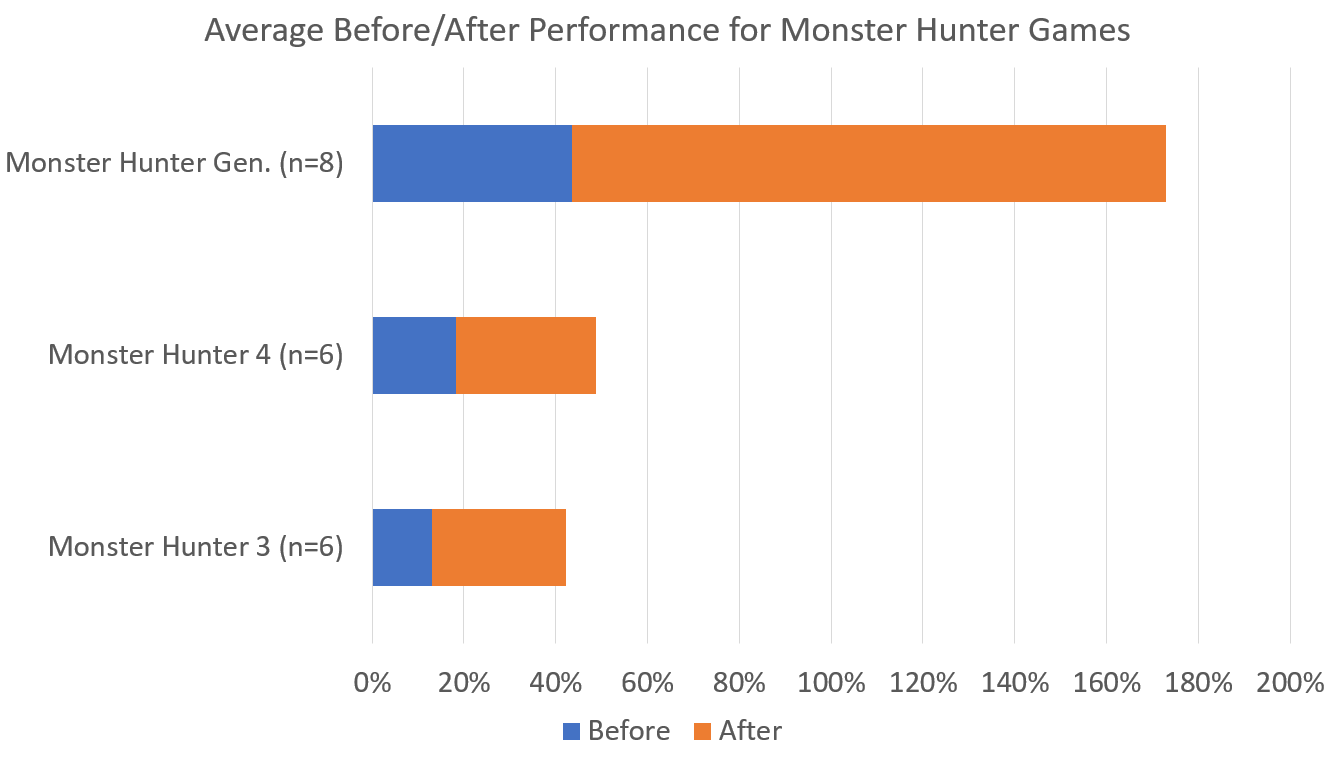 Average Before/After Performance for Monster Hunter Games
Monster Hunter Gen. (n=8)
Monster Hunter 4 (n=6)
Monster Hunter 3 (n=6)
0% 20% 40% 60% 80% 100% 120% 140% 160% 180% 200%
Before After